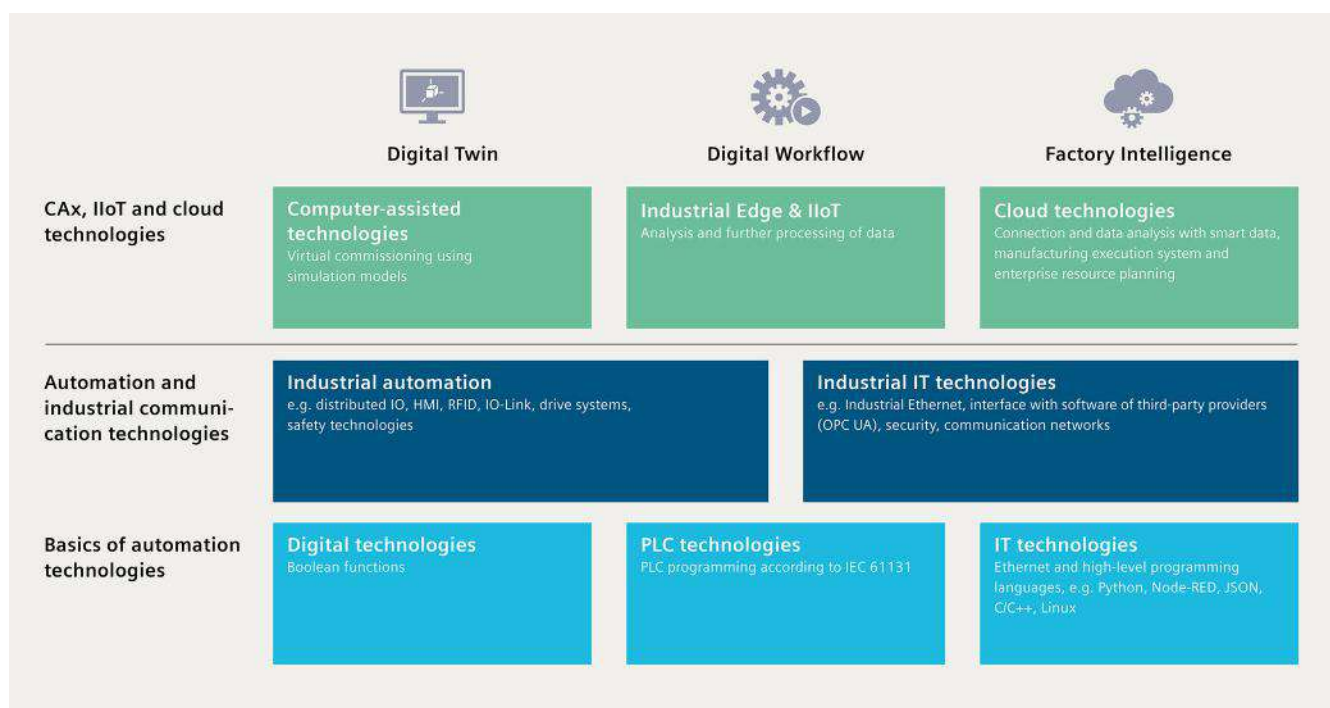 Digital Twin
Digital Workflow
Factory Intelligence
CAx, IIoT and cloud
technologies
Computer-assisted
technologies
Virtual commissioning using
simulation models
Industrial Edge & IIoT
Analysis and further processing of data
Cloud technologies
Connection and data analysis with smart data,
manufacturing execution system and
enterprise resource planning
Automation and
industrial communi-
cation technologies
Industrial automation
e.g. distributed IO, HMI, RFID, IO-Link, drive systems,
safety technologies
Industrial IT technologies
e.g. Industrial Ethernet, interface with software of third-party providers
(OPC UA), security, communication networks
Basics of automation
technologies
Digital technologies
Boolean functions
PLC technologies
PLC programming according to IEC 61131
IT technologies
Ethernet and high-level programming
languages, e.g. Python, Node-RED, JSON,
C/C++, Linux